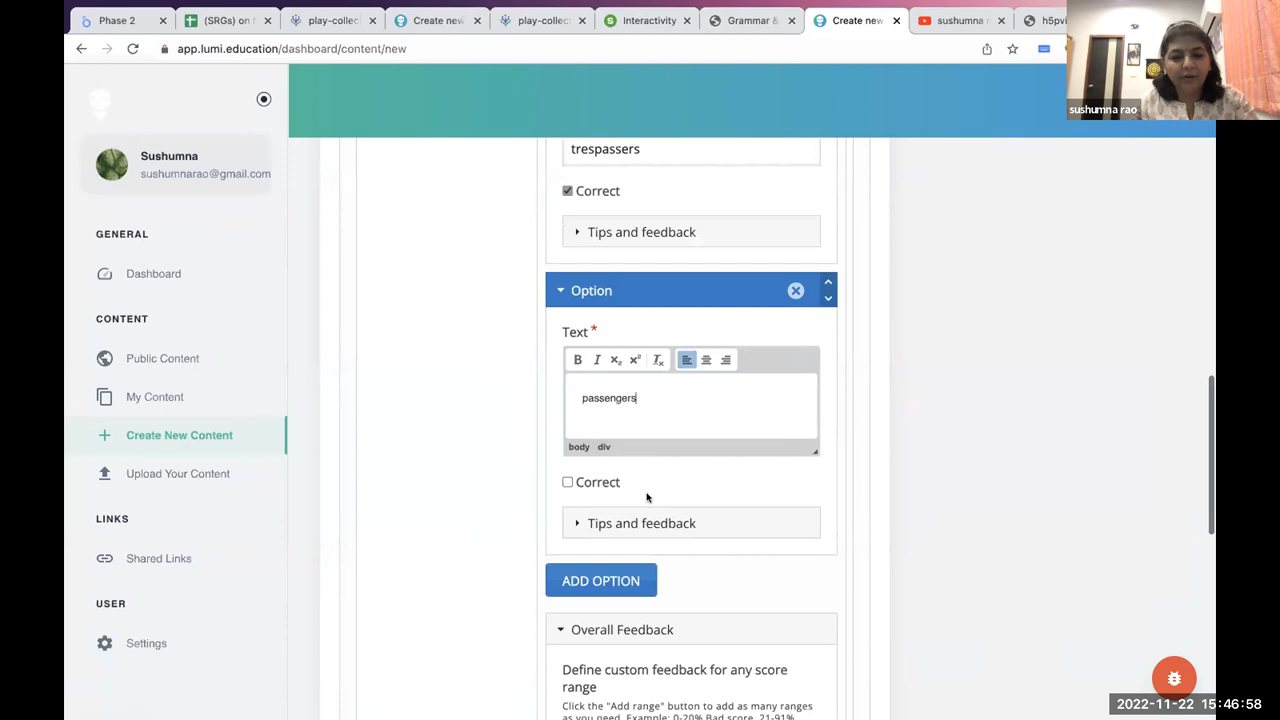 Phase 2
(SRGs) on
play-collec
Create new
play-collec
Interactivity
Grammar &
Create new
sushumna r
h5pvi
app.lumi.education/dashboard/content/new
sushumna rao
Sushumna
sushumnarao@gmail.com
GENERAL
Dashboard
CONTENT
Public Content
My Content
Create New Content
Upload Your Content
LINKS
Shared Links
USER
Settings
trespassers
Correct
Tips and feedback
Option
Text *
B I x₂ x² Tx
passengers
body div
Correct
Tips and feedback
ADD OPTION
Overall Feedback
Define custom feedback for any score
range
Click the "Add range" button to add as many ranges
as you need. Example: 0-20% Bad score, 21-91%
2022-11-22 15:46:58